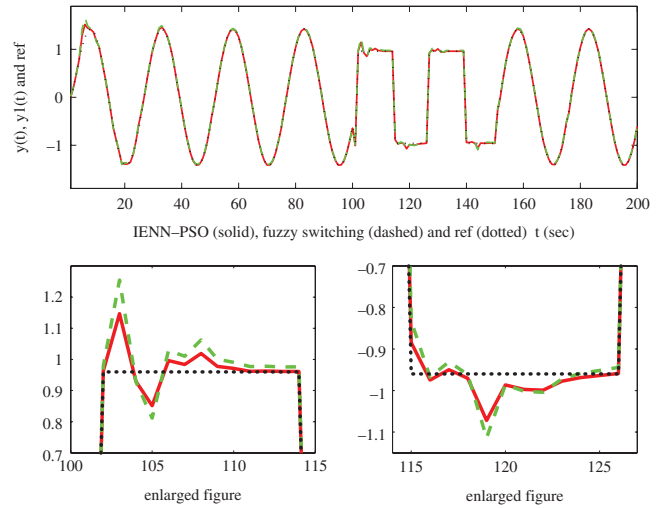 y(t), y1(t) and ref
1
0
−1
20 40 60 80 100 120 140 160 180 200
IENN–PSO (solid), fuzzy switching (dashed) and ref (dotted) t (sec)
1.2
1.1
1
0.9
0.8
0.7
100 105 110 115
enlarged figure
−0.7
−0.8
−0.9
−1
−1.1
115 120 125
enlarged figure